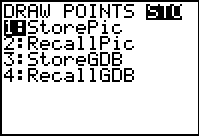 DRAW POINTS STO
1:StorePic
2:RecallPic
3:StoreGDB
4:RecallGDB